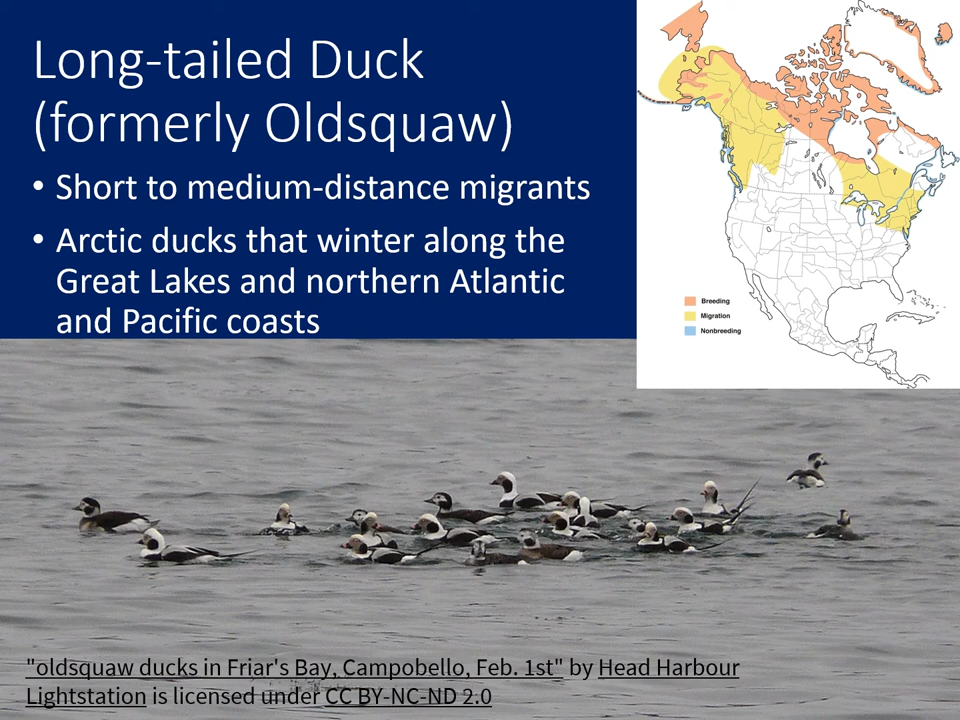 Long-tailed Duck
(formerly Oldsquaw)
• Short to medium-distance migrants
• Arctic ducks that winter along the
Great Lakes and northern Atlantic
and Pacific coasts
Breeding
Migration
Nonbreeding
"oldsquaw ducks in Friar's Bay, Campobello, Feb. 1st" by Head Harbour
Lightstation is licensed under CC BY-NC-ND 2.0